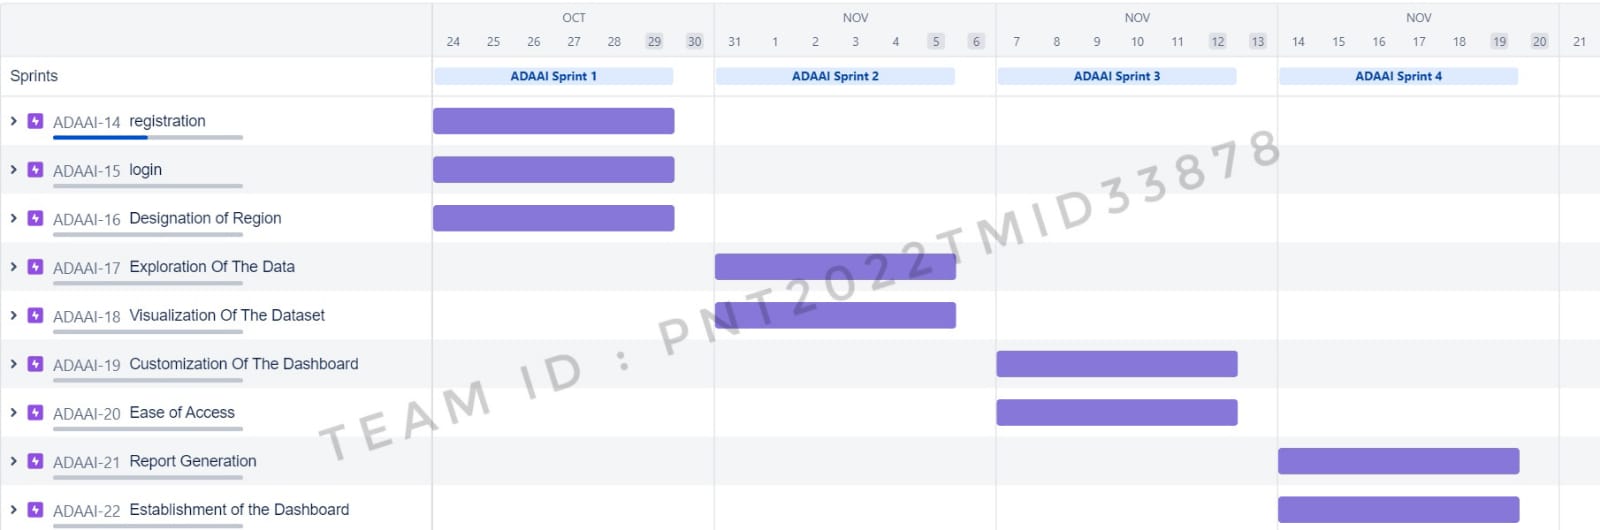 OCT NOV NOV NOV
24 25 26 27 28 29 30 31 1 2 3 4 5 6 7 8 9 10 11 12 13 14 15 16 17 18 19 20 21
Sprints ADAAI Sprint 1 ADAAI Sprint 2 ADAAI Sprint 3 ADAAI Sprint 4
ADAAI-14 registration
ADAAI-15 login
ADAAI-16 Designation of Region
ADAAI-17 Exploration Of The Data
ADAAI-18 Visualization Of The Dataset
ADAAI-19 Customization Of The Dashboard
ADAAI-20 Ease of Access
ADAAI-21 Report Generation
ADAAI-22 Establishment of the Dashboard
TEAM ID : PNT2022TMID33878